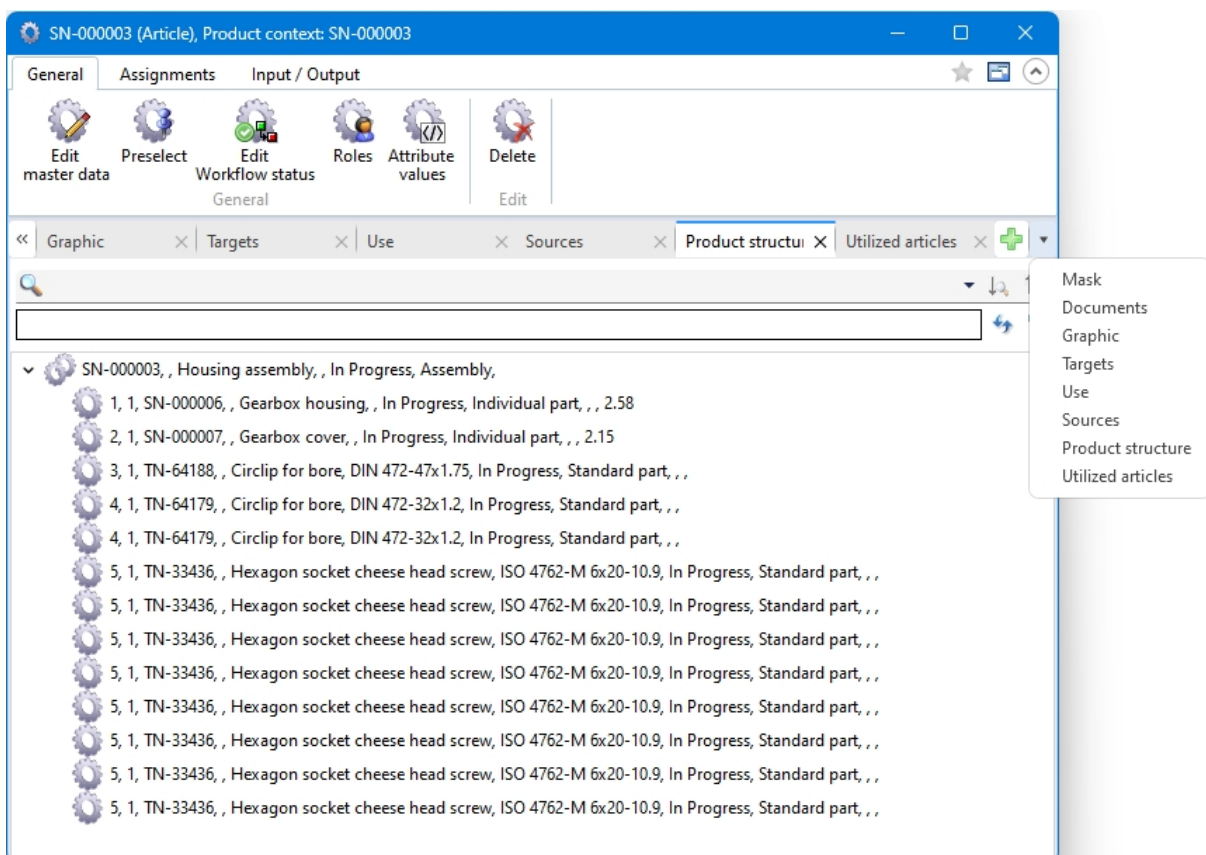 SN-000003 (Article), Product context: SN-000003
General Assignments Input / Output
Edit master data
Preselect
Edit Workflow status
Roles
Attribute values
Delete
General
Edit
Graphic Targets Use Sources Product structu Utilized articles
Mask
Documents
Graphic
Targets
Use
Sources
Product structure
Utilized articles
SN-000003, , Housing assembly, , In Progress, Assembly,
1, 1, SN-000006, , Gearbox housing, , In Progress, Individual part, , , 2.58
2, 1, SN-000007, , Gearbox cover, , In Progress, Individual part, , , 2.15
3, 1, TN-64188, , Circlip for bore, DIN 472-47x1.75, In Progress, Standard part, , ,
4, 1, TN-64179, , Circlip for bore, DIN 472-32x1.2, In Progress, Standard part, , ,
4, 1, TN-64179, , Circlip for bore, DIN 472-32x1.2, In Progress, Standard part, , ,
5, 1, TN-33436, , Hexagon socket cheese head screw, ISO 4762-M 6x20-10.9, In Progress, Standard part, , ,
5, 1, TN-33436, , Hexagon socket cheese head screw, ISO 4762-M 6x20-10.9, In Progress, Standard part, , ,
5, 1, TN-33436, , Hexagon socket cheese head screw, ISO 4762-M 6x20-10.9, In Progress, Standard part, , ,
5, 1, TN-33436, , Hexagon socket cheese head screw, ISO 4762-M 6x20-10.9, In Progress, Standard part, , ,
5, 1, TN-33436, , Hexagon socket cheese head screw, ISO 4762-M 6x20-10.9, In Progress, Standard part, , ,
5, 1, TN-33436, , Hexagon socket cheese head screw, ISO 4762-M 6x20-10.9, In Progress, Standard part, , ,
5, 1, TN-33436, , Hexagon socket cheese head screw, ISO 4762-M 6x20-10.9, In Progress, Standard part, , ,
5, 1, TN-33436, , Hexagon socket cheese head screw, ISO 4762-M 6x20-10.9, In Progress, Standard part, , ,